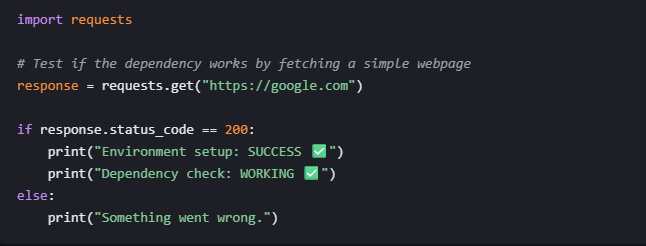 import requests
# Test if the dependency works by fetching a simple webpage
response = requests.get("https://google.com")
if response.status_code == 200:
    print("Environment setup: SUCCESS ✅")
    print("Dependency check: WORKING ✅")
else:
    print("Something went wrong.")